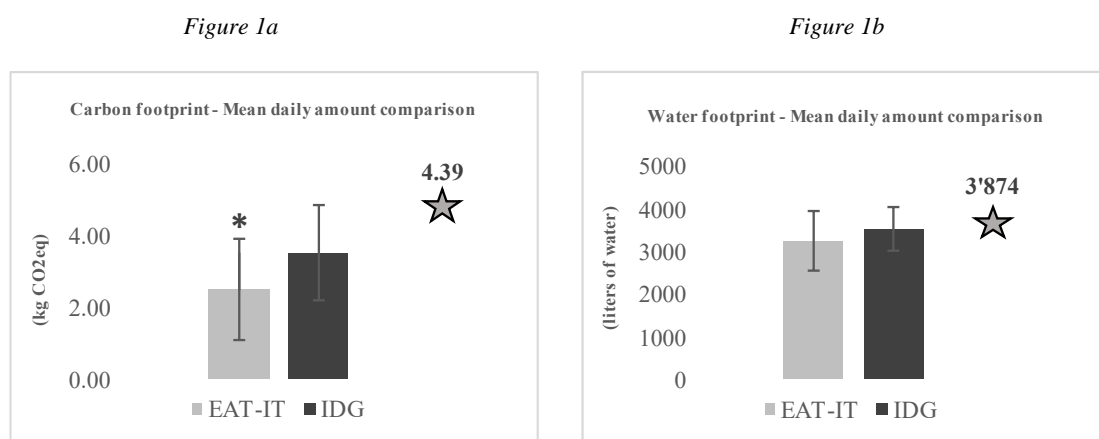 Figure 1a
Figure 1b
Carbon footprint - Mean daily amount comparison
6.00
4.00
2.00
0.00
(kg CO2eq)
*
4.39
EAT-IT IDG
Water footprint - Mean daily amount comparison
5000
4000
3000
2000
1000
0
(liters of water)
3'874
EAT-IT IDG